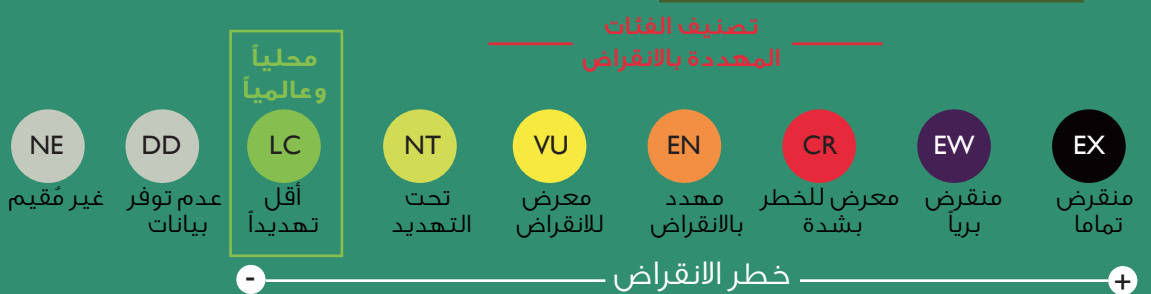 تصنيف الفئات
المهددة بالانقراض
محلياً
وعالمياً
EX
منقرض
تماما
EW
منقرض
برياً
CR
معرض للخطر
بشدة
EN
مهدد
بالانقراض
VU
معرض
للانقراض
NT
تحت
التهديد
LC
أقل
تهديداً
DD
عدم توفر
بيانات
NE
غير مُقيم
+ خطر الانقراض -